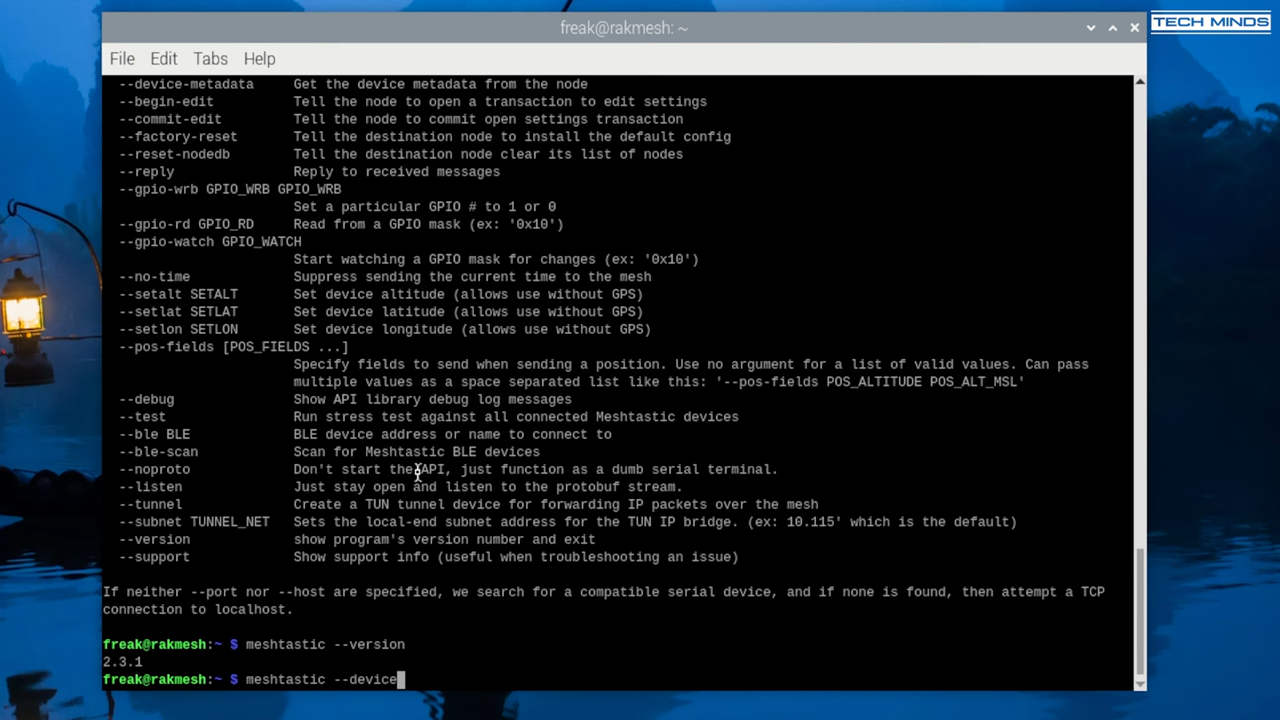 freak@rakmesh: ~
TECH MINDS
File Edit Tabs Help
--device-metadata Get the device metadata from the node
--begin-edit Tell the node to open a transaction to edit settings
--commit-edit Tell the node to commit open settings transaction
--factory-reset Tell the destination node to install the default config
--reset-nodedb Tell the destination node clear its list of nodes
--reply Reply to received messages
--gpio-wrb GPIO_WRB GPIO_WRB
Set a particular GPIO # to 1 or 0
--gpio-rd GPIO_RD Read from a GPIO mask (ex: '0x10')
--gpio-watch GPIO_WATCH
Start watching a GPIO mask for changes (ex: '0x10')
--no-time Suppress sending the current time to the mesh
--setalt SETALT Set device altitude (allows use without GPS)
--setlat SETLAT Set device latitude (allows use without GPS)
--setlon SETLON Set device longitude (allows use without GPS)
--pos-fields [POS_FIELDS ...]
Specify fields to send when sending a position. Use no argument for a list of valid values. Can pass
multiple values as a space separated list like this: '--pos-fields POS_ALTITUDE POS_ALT_MSL'
--debug Show API library debug log messages
--test Run stress test against all connected Meshtastic devices
--ble BLE BLE device address or name to connect to
--ble-scan Scan for Meshtastic BLE devices
--noproto Don't start the API, just function as a dumb serial terminal.
--listen Just stay open and listen to the protobuf stream.
--tunnel Create a TUN tunnel device for forwarding IP packets over the mesh
--subnet TUNNEL_NET Sets the local-end subnet address for the TUN IP bridge. (ex: 10.115' which is the default)
--version show program's version number and exit
--support Show support info (useful when troubleshooting an issue)
If neither --port nor --host are specified, we search for a compatible serial device, and if none is found, then attempt a TCP
connection to localhost.
freak@rakmesh:~ $ meshtastic --version
2.3.1
freak@rakmesh:~ $ meshtastic --device